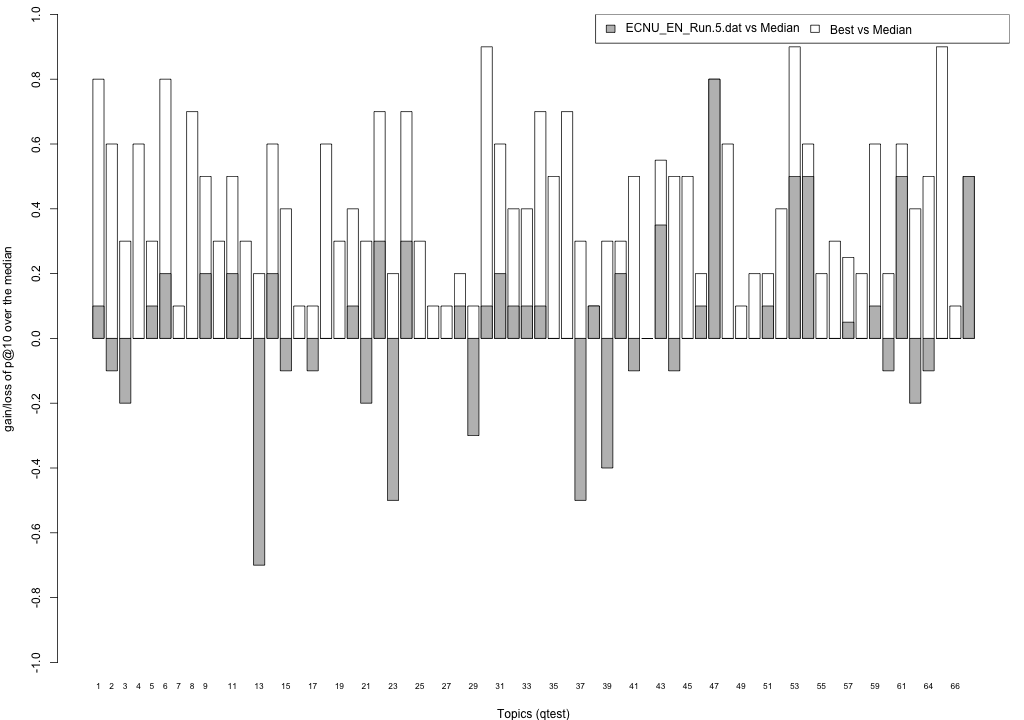 ECNU_EN_Run.5.dat vs Median
Best vs Median
1.0
0.8
0.6
0.4
0.2
0.0
-0.2
-0.4
-0.6
-0.8
-1.0
gain/loss of p@10 over the median
1 2 3 4 5 6 7 8 9 11 13 15 17 19 21 23 25 27 29 31 33 35 37 39 41 43 45 47 49 51 53 55 57 59 61 64 66
Topics (qtest)